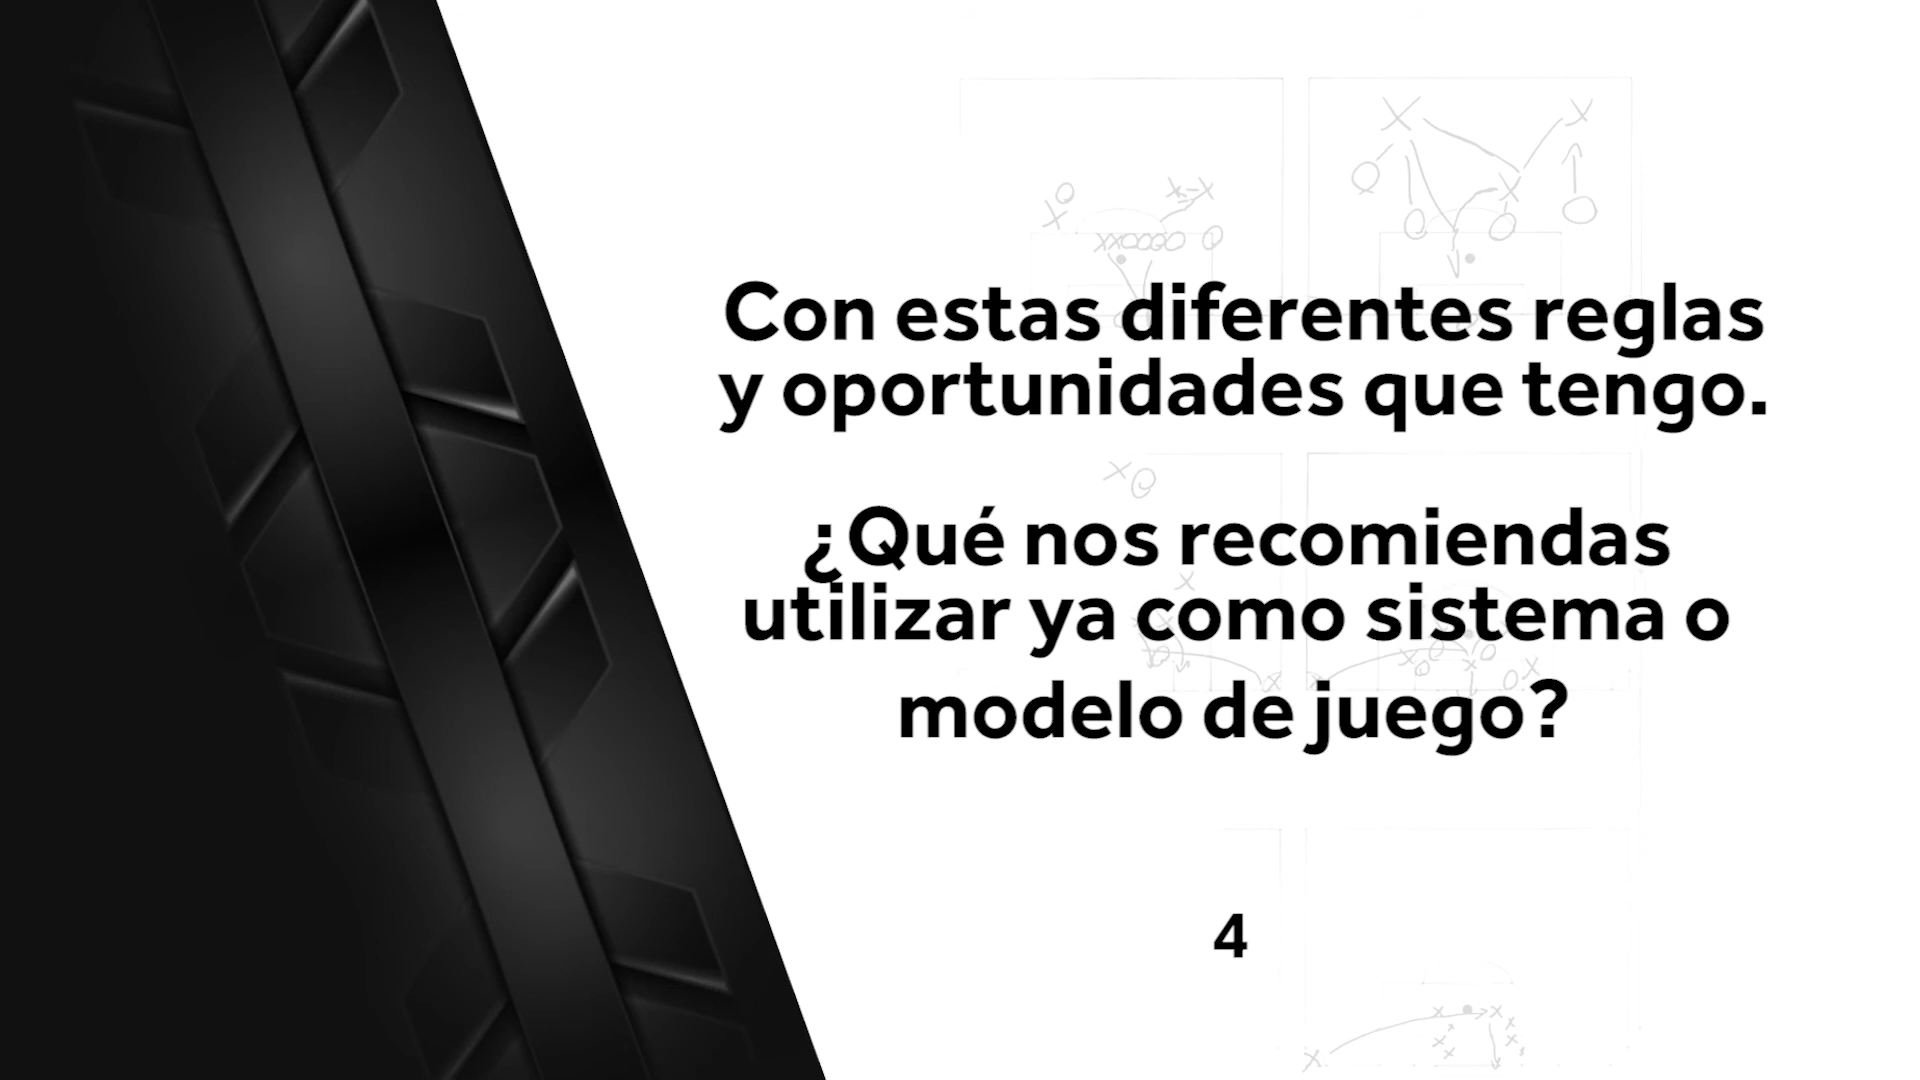 Con estas diferentes reglas
y oportunidades que tengo.
¿Qué nos recomiendas
utilizar ya como sistema o
modelo de juego?
4